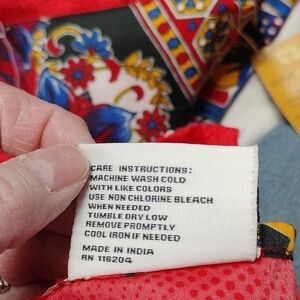 CARE INSTRUCTIONS:
MACHINE WASH COLD
WITH LIKE COLORS
USE NON CHLORINE BLEACH
WHEN NEEDED
TUMBLE DRY LOW
REMOVE PROMPTLY
COOL IRON IF NEEDED
MADE IN INDIA
RN 116204